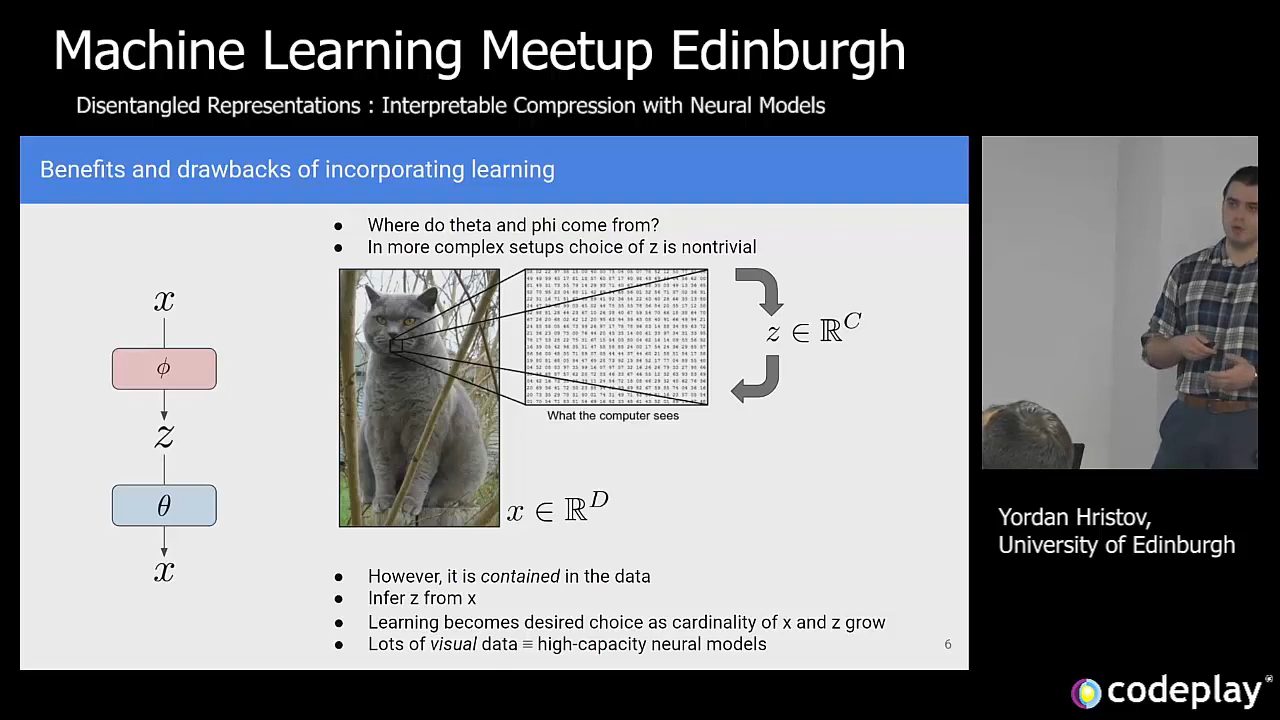 Machine Learning Meetup Edinburgh
Disentangled Representations : Interpretable Compression with Neural Models
Benefits and drawbacks of incorporating learning
● Where do theta and phi come from?
● In more complex setups choice of z is nontrivial
x
ϕ
z
θ
x
z ∈ ℝ^C
What the computer sees
x ∈ ℝ^D
● However, it is contained in the data
● Infer z from x
● Learning becomes desired choice as cardinality of x and z grow
● Lots of visual data ≡ high-capacity neural models
6
Yordan Hristov,
University of Edinburgh
codeplay®